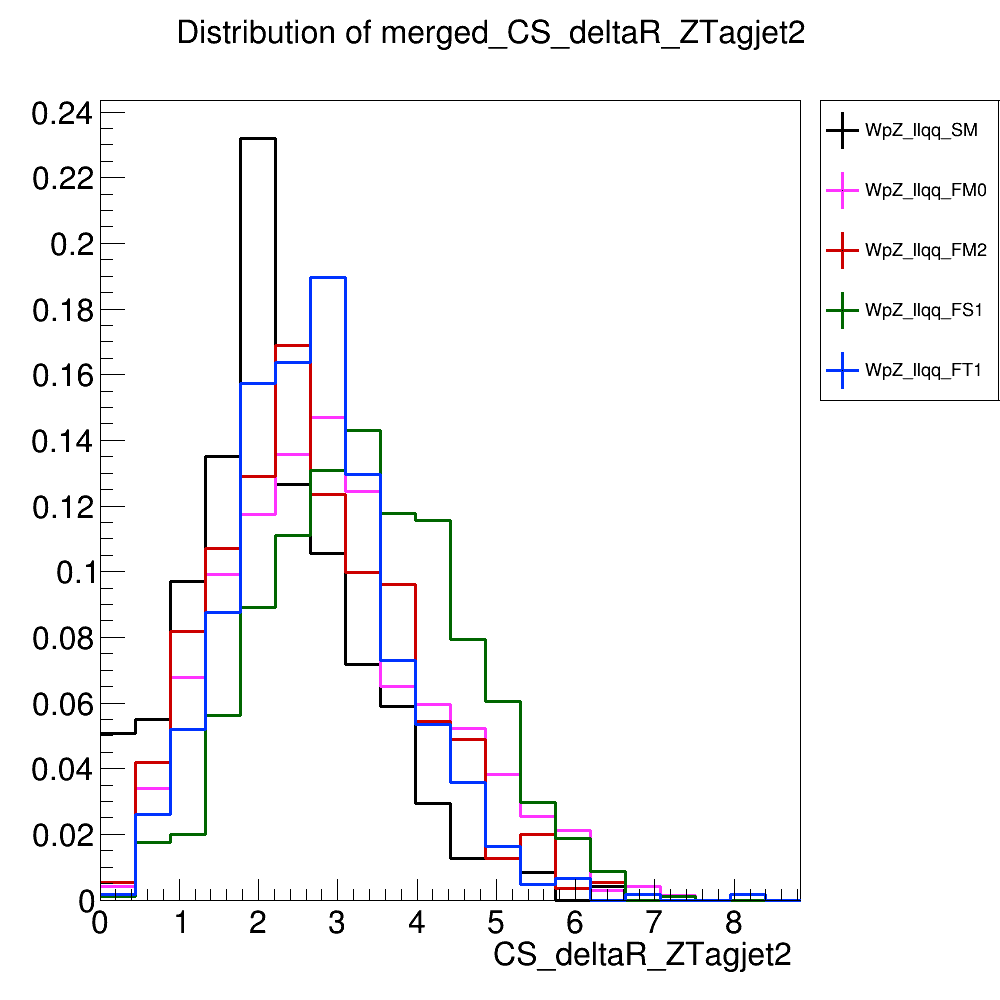 Distribution of merged_CS_deltaR_ZTagjet2
0.24
0.22
0.2
0.18
0.16
0.14
0.12
0.1
0.08
0.06
0.04
0.02
0
0 1 2 3 4 5 6 7 8
CS_deltaR_ZTagjet2
WpZ_llqq_SM
WpZ_llqq_FM0
WpZ_llqq_FM2
WpZ_llqq_FS1
WpZ_llqq_FT1